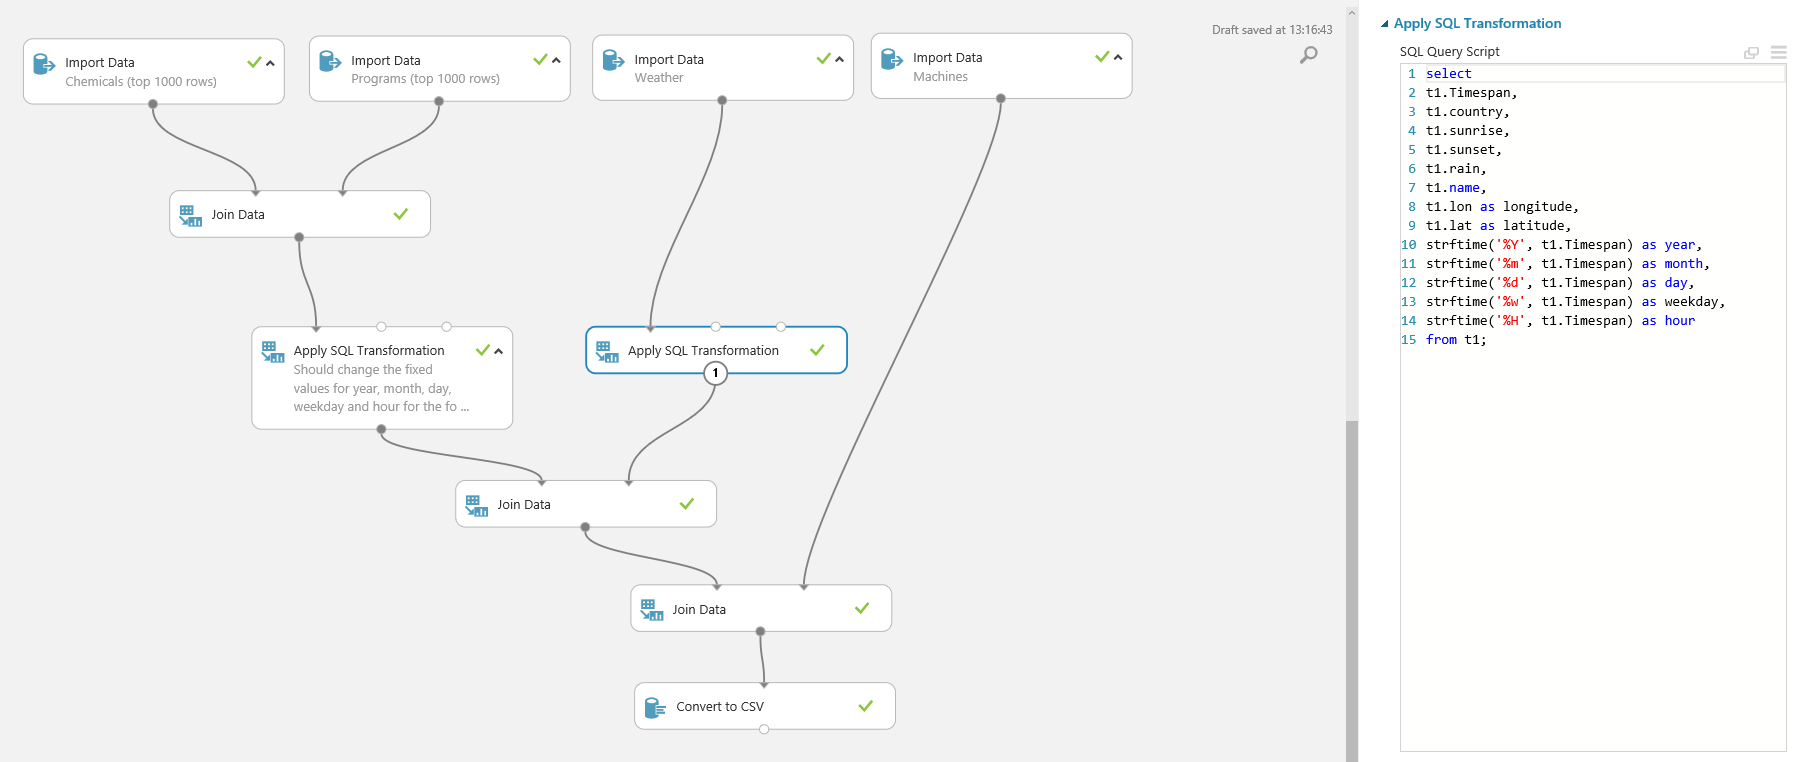 Draft saved at 13:16:43
Import Data
Chemicals (top 1000 rows)
Import Data
Programs (top 1000 rows)
Import Data
Weather
Import Data
Machines
Join Data
Apply SQL Transformation
Should change the fixed
values for year, month, day,
weekday and hour for the fo ...
Apply SQL Transformation
1
Join Data
Join Data
Convert to CSV
Apply SQL Transformation
SQL Query Script
1 select
2 t1.Timespan,
3 t1.country,
4 t1.sunrise,
5 t1.sunset,
6 t1.rain,
7 t1.name,
8 t1.lon as longitude,
9 t1.lat as latitude,
10 strftime('%Y', t1.Timespan) as year,
11 strftime('%m', t1.Timespan) as month,
12 strftime('%d', t1.Timespan) as day,
13 strftime('%w', t1.Timespan) as weekday,
14 strftime('%H', t1.Timespan) as hour
15 from t1;